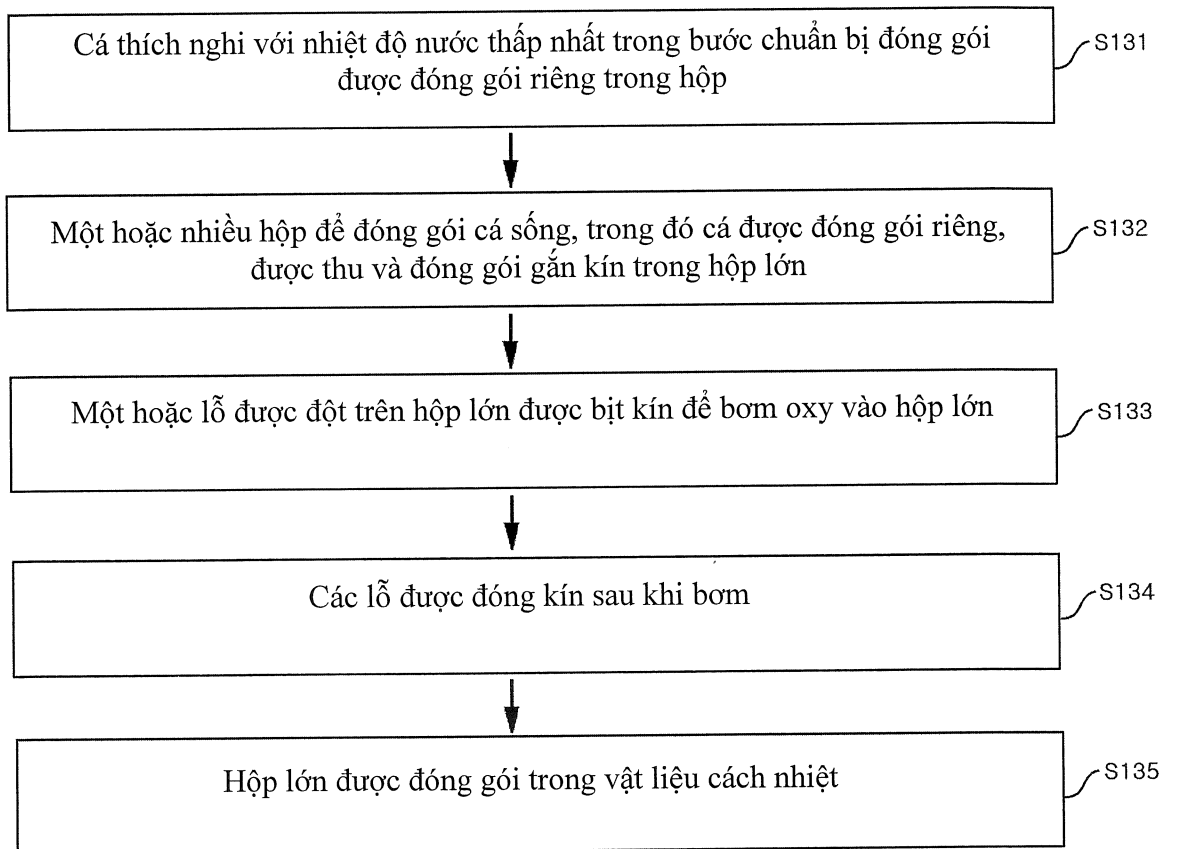 Cá thích nghi với nhiệt độ nước thấp nhất trong bước chuẩn bị đóng gói
được đóng gói riêng trong hộp
S131
Một hoặc nhiều hộp để đóng gói cá sống, trong đó cá được đóng gói riêng,
được thu và đóng gói gắn kín trong hộp lớn
S132
Một hoặc lỗ được đột trên hộp lớn được bịt kín để bơm oxy vào hộp lớn
S133
Các lỗ được đóng kín sau khi bơm
S134
Hộp lớn được đóng gói trong vật liệu cách nhiệt
S135